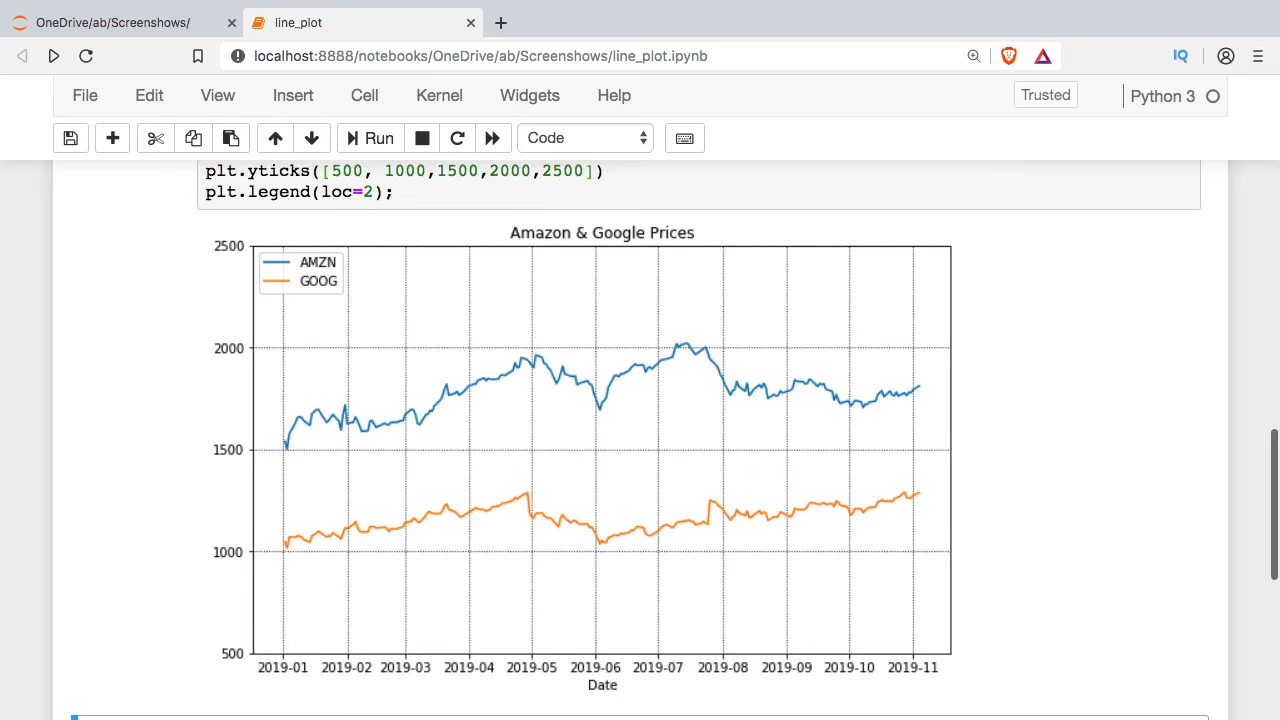 OneDrive/ab/Screenshows/
line_plot
localhost:8888/notebooks/OneDrive/ab/Screenshows/line_plot.ipynb
IQ
File Edit View Insert Cell Kernel Widgets Help Trusted Python 3
Run Code
plt.yticks([500, 1000,1500,2000,2500])
plt.legend(loc=2);
Amazon & Google Prices
2500
AMZN
GOOG
2000
1500
1000
500
2019-01 2019-02 2019-03 2019-04 2019-05 2019-06 2019-07 2019-08 2019-09 2019-10 2019-11
Date